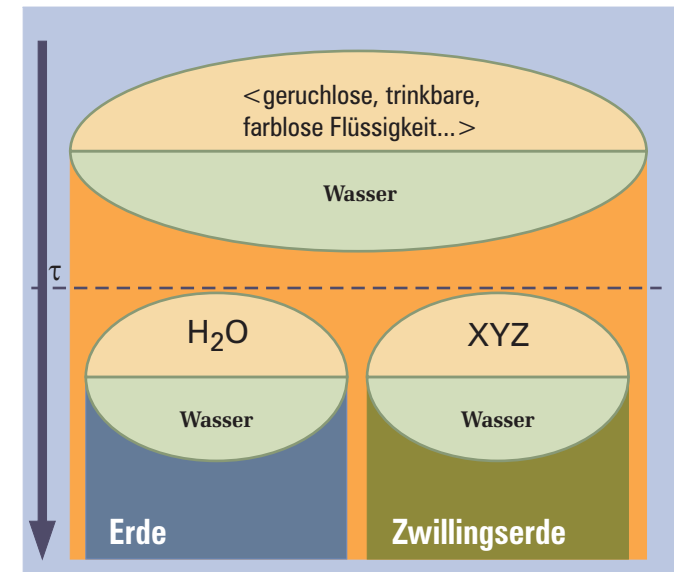 <geruchlose, trinkbare,
farblose Flüssigkeit...>
Wasser
τ
H₂O
XYZ
Wasser
Wasser
Erde
Zwillingserde